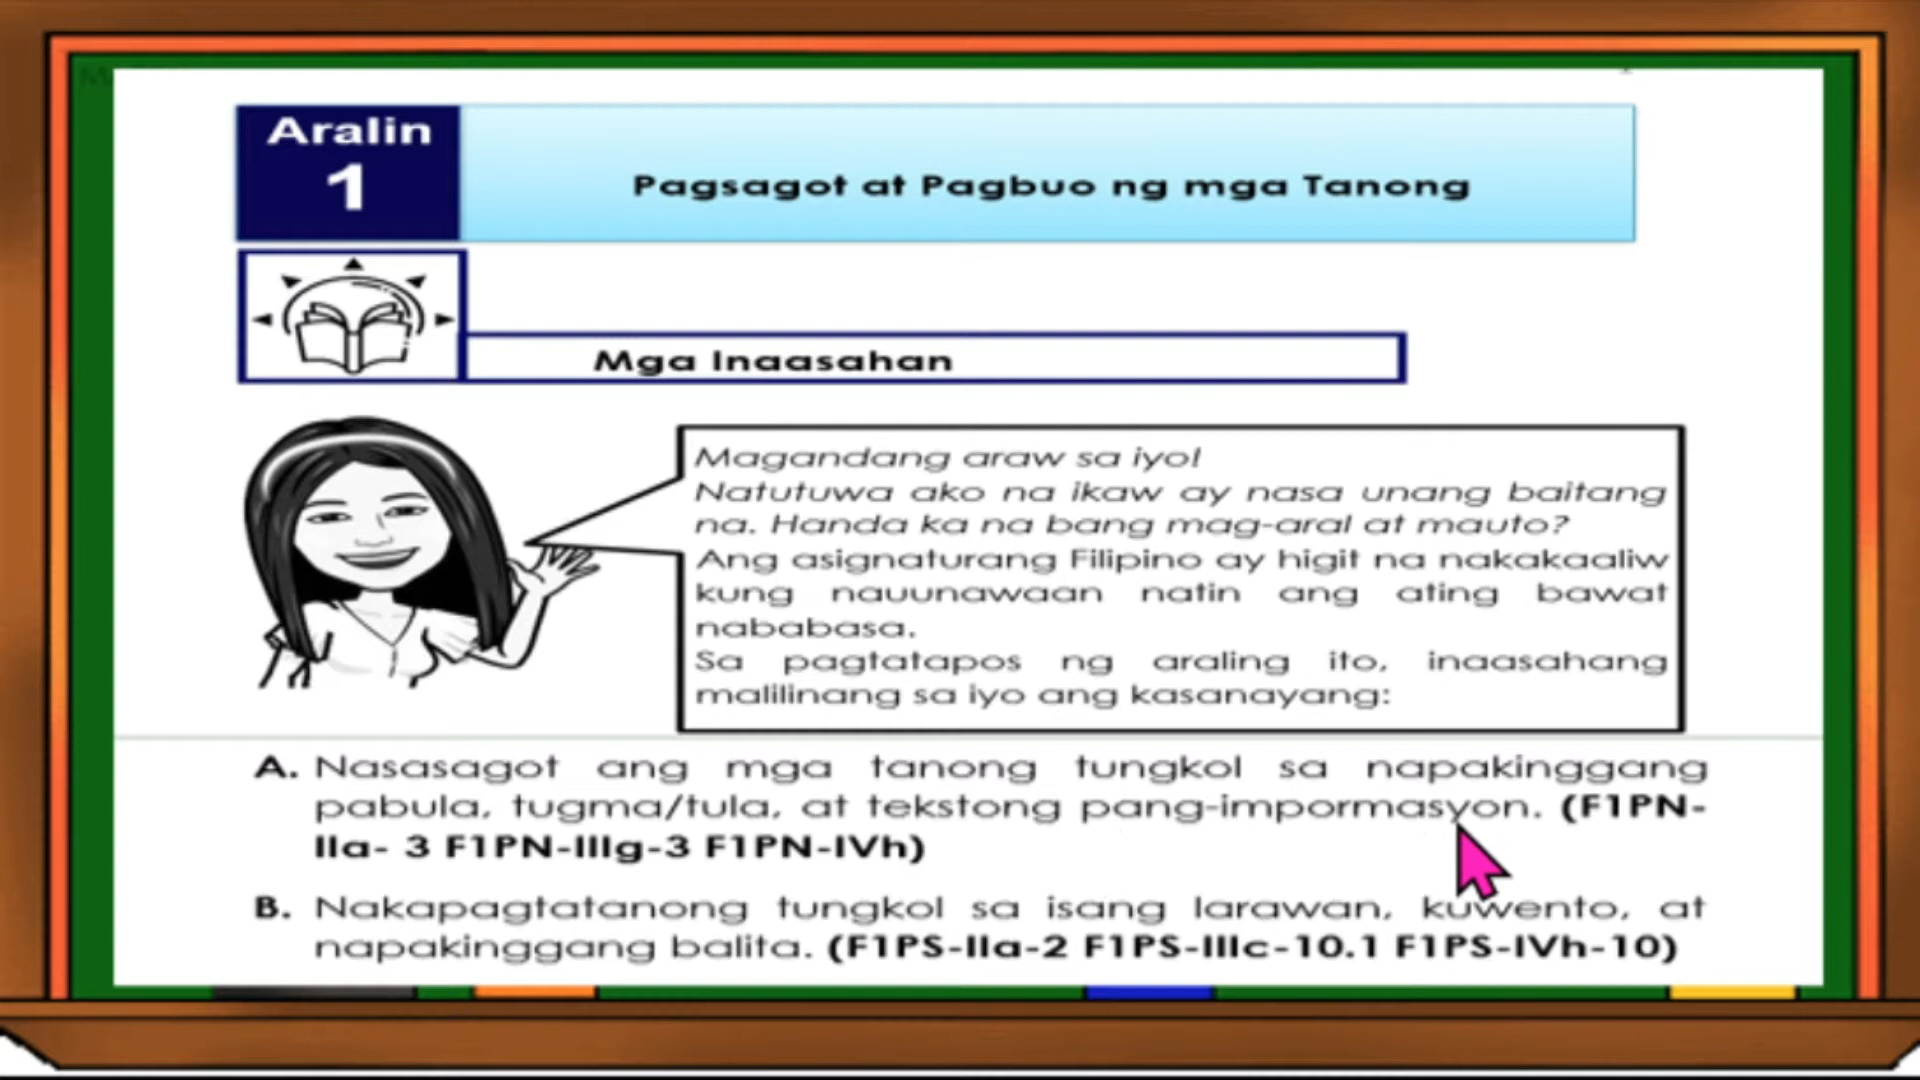 Aralin
1
Pagsagot at Pagbuo ng mga Tanong
Mga Inaasahan
Magandang araw sa iyo!
Natutuwa ako na ikaw ay nasa unang baitang
na. Handa ka na bang mag-aral at mauto?
Ang asignaturang Filipino ay higit na nakakaaliw
kung nauunawaan natin ang ating bawat
nababasa.
Sa pagtatapos ng araling ito, inaasahang
malilinang sa iyo ang kasanayang:
A. Nasasagot ang mga tanong tungkol sa napakinggang
pabula, tugma/tula, at tekstong pang-impormasyon. (F1PN-
IIa- 3 F1PN-IIIg-3 F1PN-IVh)
B. Nakapagtatanong tungkol sa isang larawan, kuwento, at
napakinggang balita. (F1PS-IIa-2 F1PS-IIIc-10.1 F1PS-IVh-10)